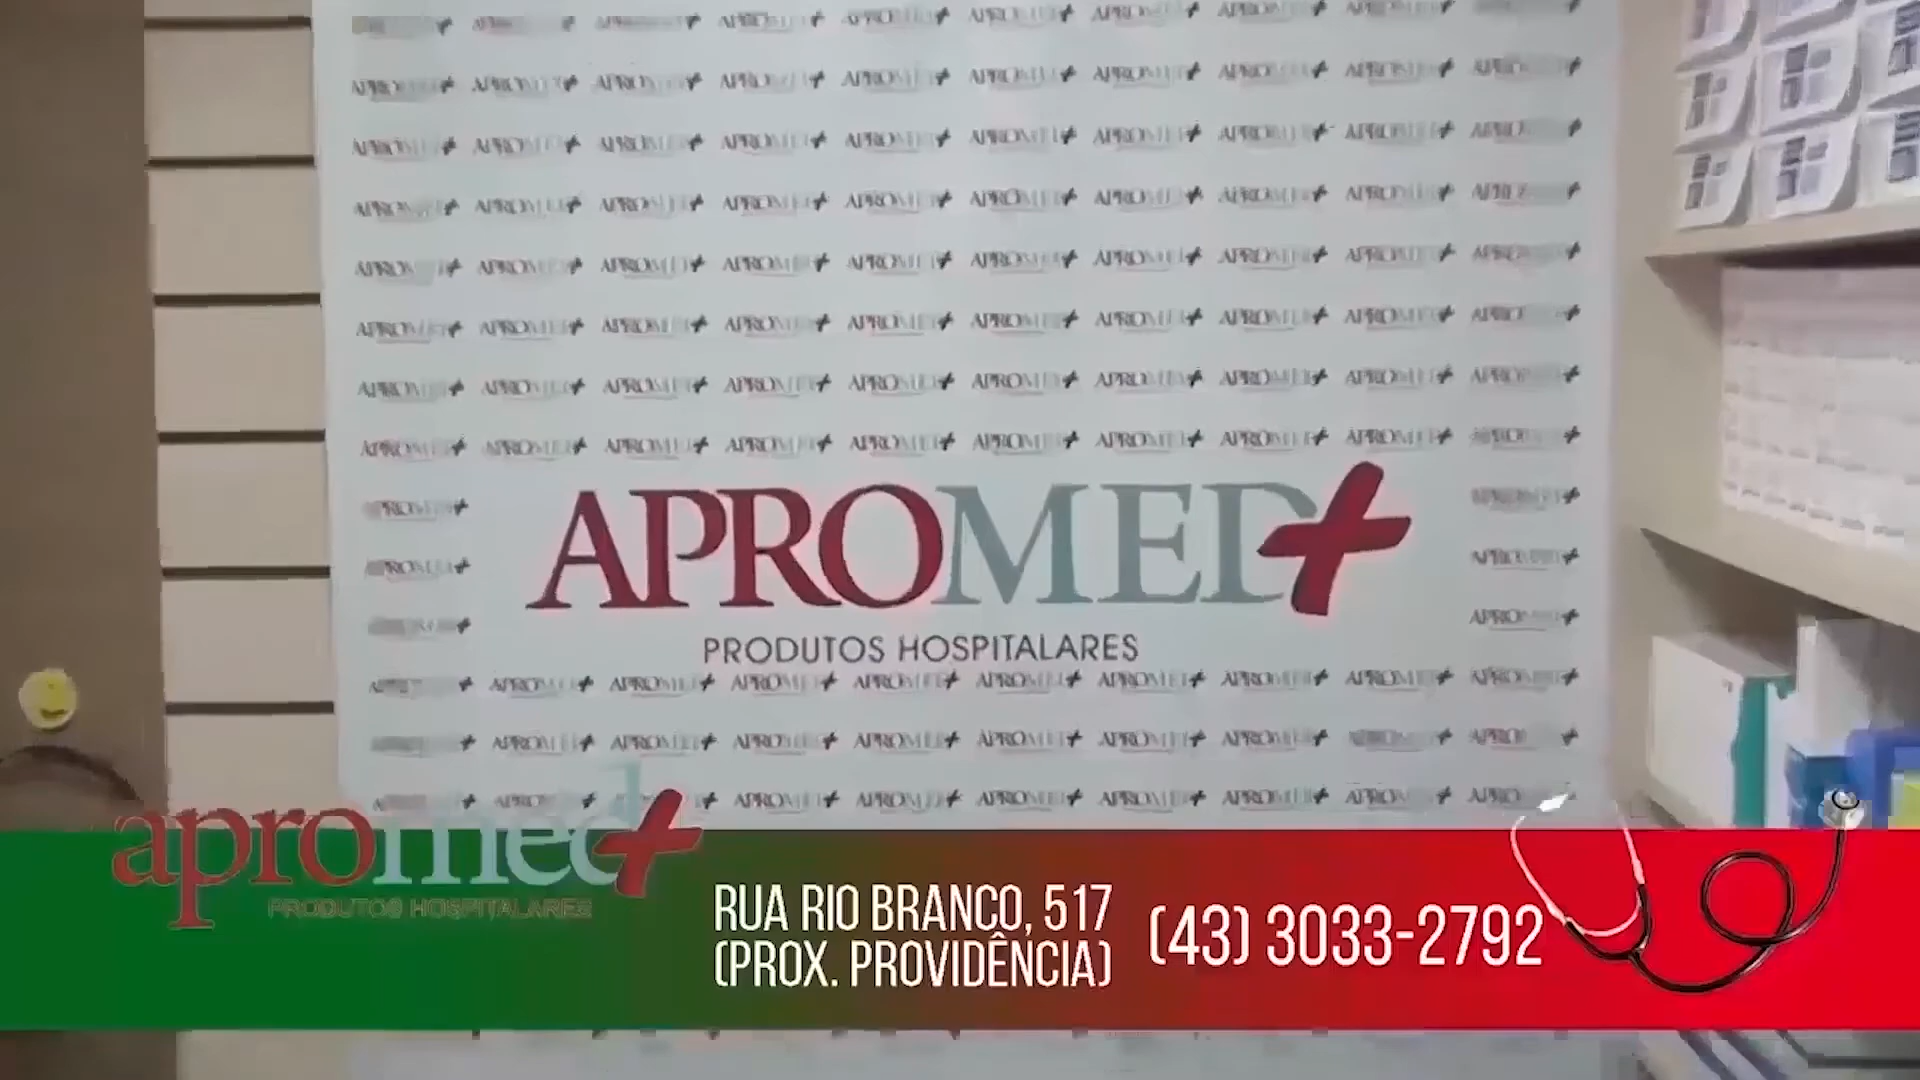 APROMED
PRODUTOS HOSPITALARES
apromed
PRODUTOS HOSPITALARES
RUA RIO BRANCO, 517
(PROX. PROVIDÊNCIA)
(43) 3033-2792